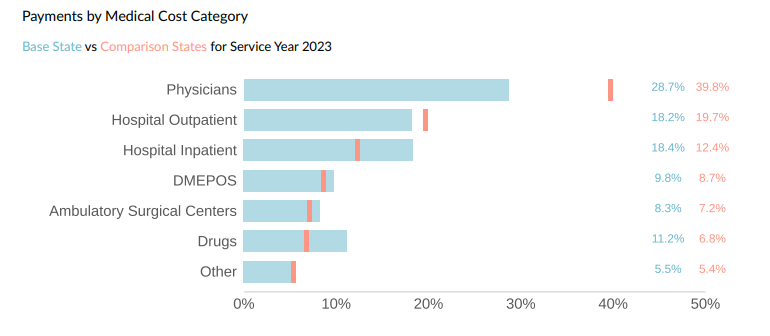 Payments by Medical Cost Category
Base State vs Comparison States for Service Year 2023
Physicians 28.7% 39.8%
Hospital Outpatient 18.2% 19.7%
Hospital Inpatient 18.4% 12.4%
DMEPOS 9.8% 8.7%
Ambulatory Surgical Centers 8.3% 7.2%
Drugs 11.2% 6.8%
Other 5.5% 5.4%
0% 10% 20% 30% 40% 50%